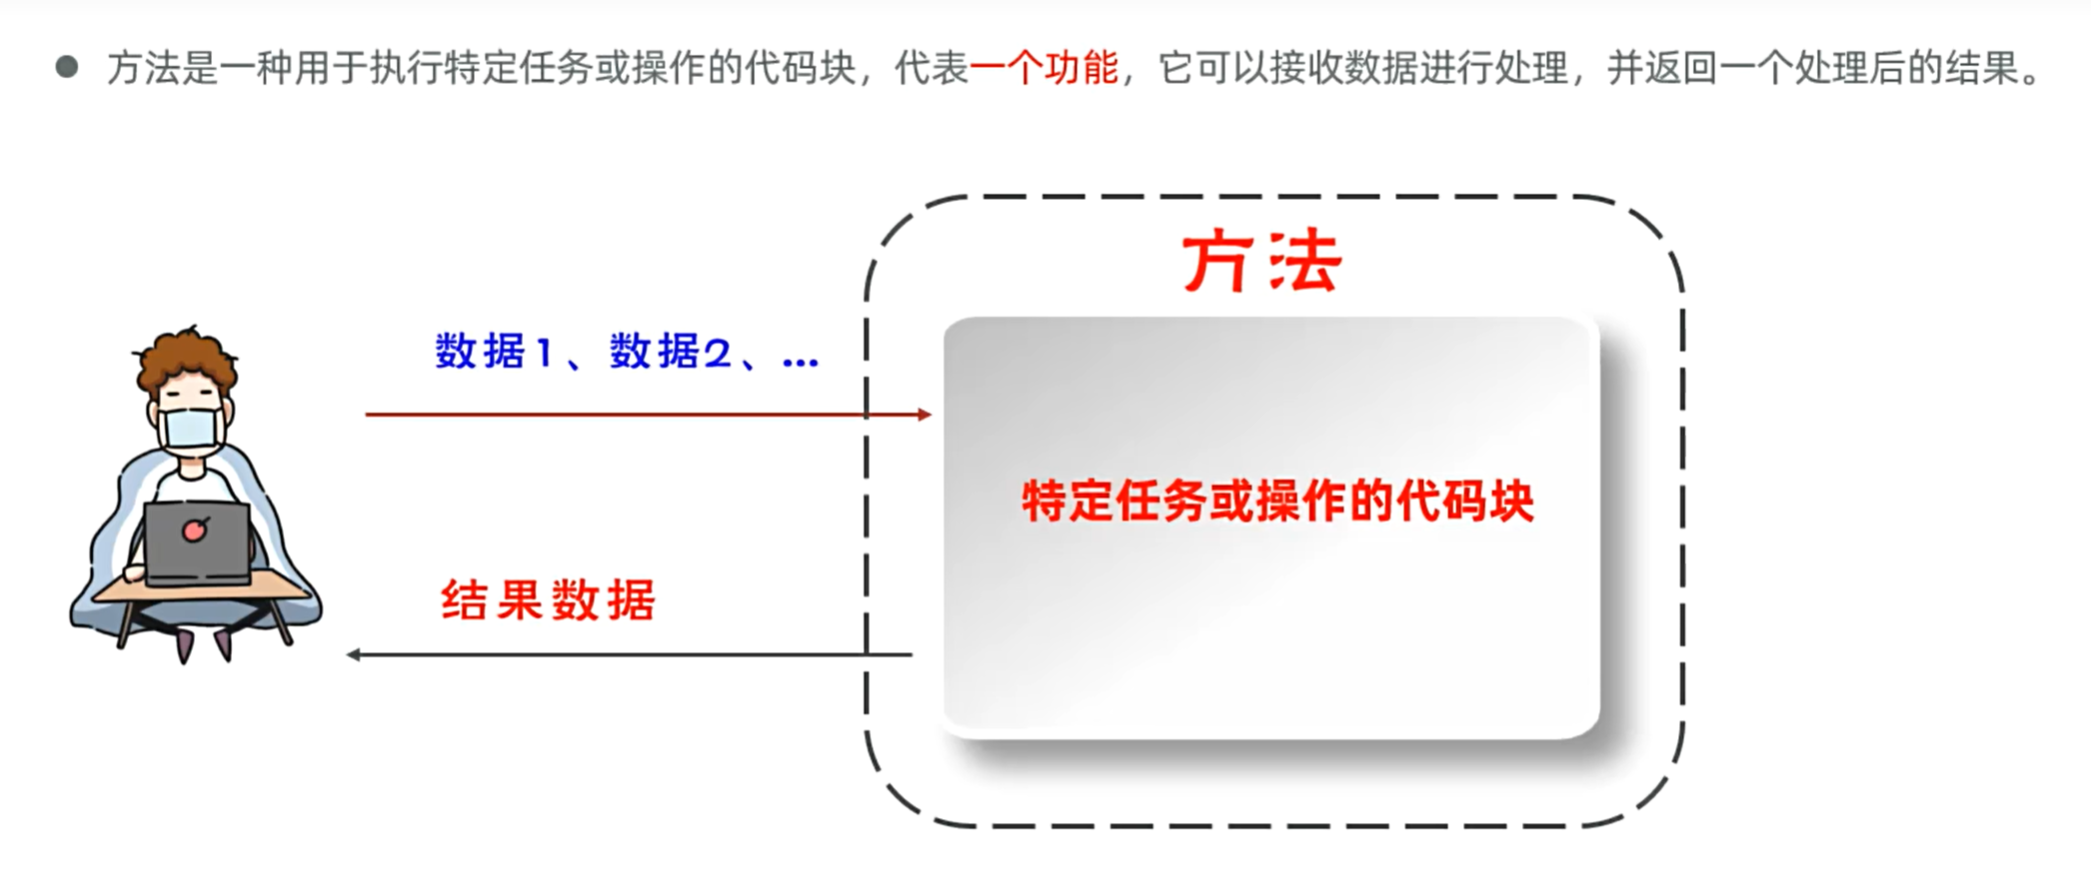 ● 方法是一种用于执行特定任务或操作的代码块，代表一个功能，它可以接收数据进行处理，并返回一个处理后的结果。
方法
数据1、数据2、...
特定任务或操作的代码块
结果数据